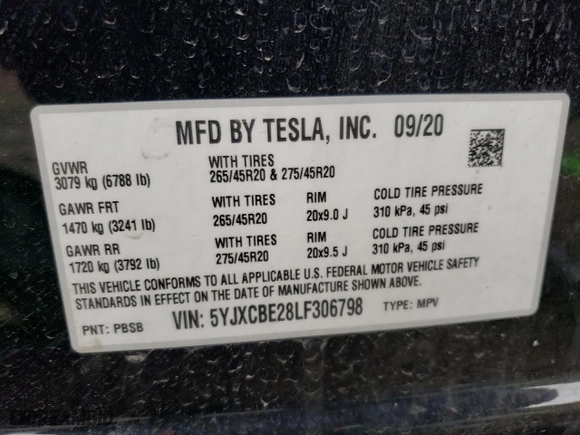 MFD BY TESLA, INC. 09/20
GVWR
3079 kg (6788 lb)
WITH TIRES
265/45R20 & 275/45R20
GAWR FRT
1470 kg (3241 lb)
WITH TIRES
265/45R20
RIM
20x9.0 J
COLD TIRE PRESSURE
310 kPa, 45 psi
GAWR RR
1720 kg (3792 lb)
WITH TIRES
275/45R20
RIM
20x9.5 J
COLD TIRE PRESSURE
310 kPa, 45 psi
THIS VEHICLE CONFORMS TO ALL APPLICABLE U.S. FEDERAL MOTOR VEHICLE SAFETY
STANDARDS IN EFFECT ON THE DATE OF MANUFACTURE SHOWN ABOVE.
PNT: PBSB VIN: 5YJXCBE28LF306798 TYPE: MPV